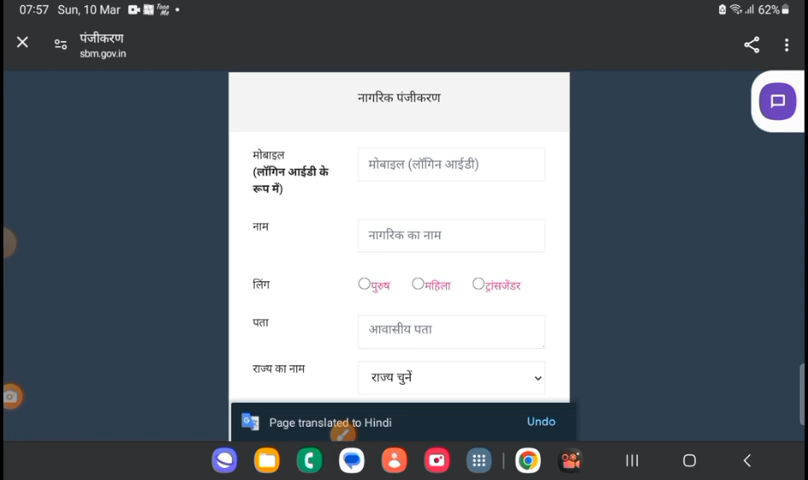 07:57 Sun, 10 Mar 62%
पंजीकरण
sbm.gov.in
नागरिक पंजीकरण
मोबाइल
(लॉगिन आईडी के
रूप में)
मोबाइल (लॉगिन आईडी)
नाम
नागरिक का नाम
लिंग
पुरुष महिला ट्रांसजेंडर
पता
आवासीय पता
राज्य का नाम
राज्य चुनें
Page translated to Hindi Undo